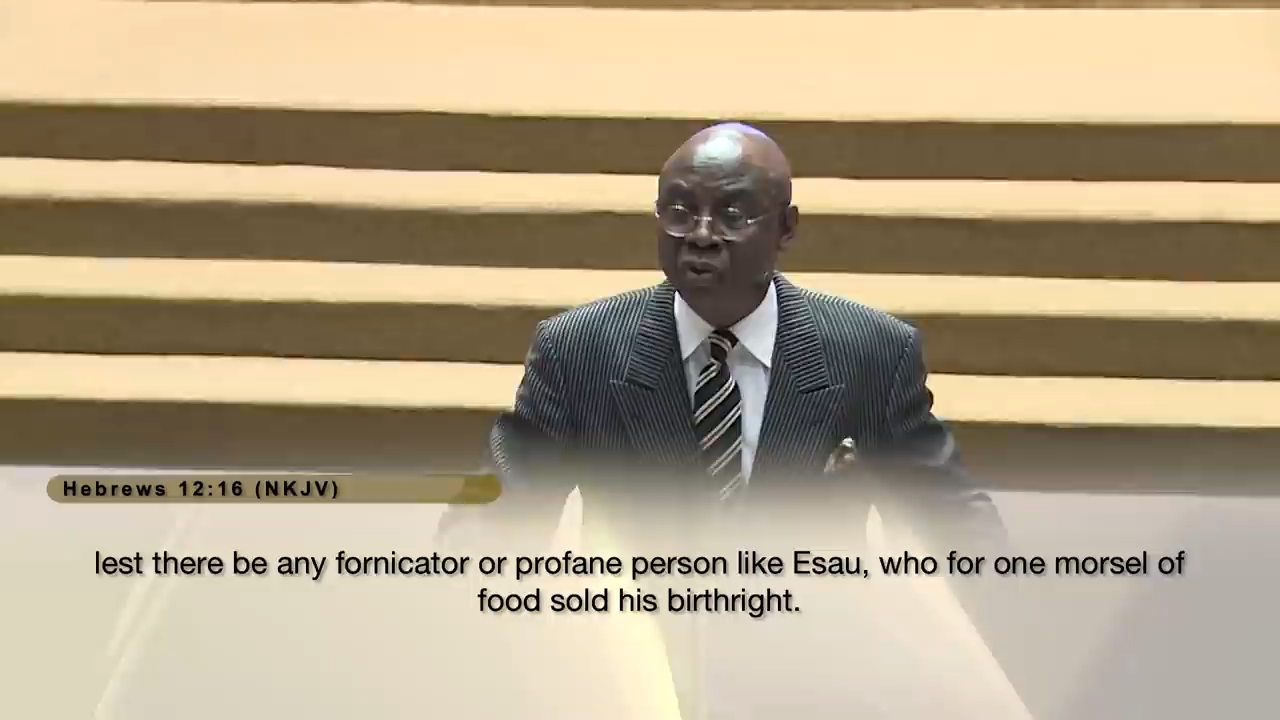 Hebrews 12:16 (NKJV)
lest there be any fornicator or profane person like Esau, who for one morsel of
food sold his birthright.